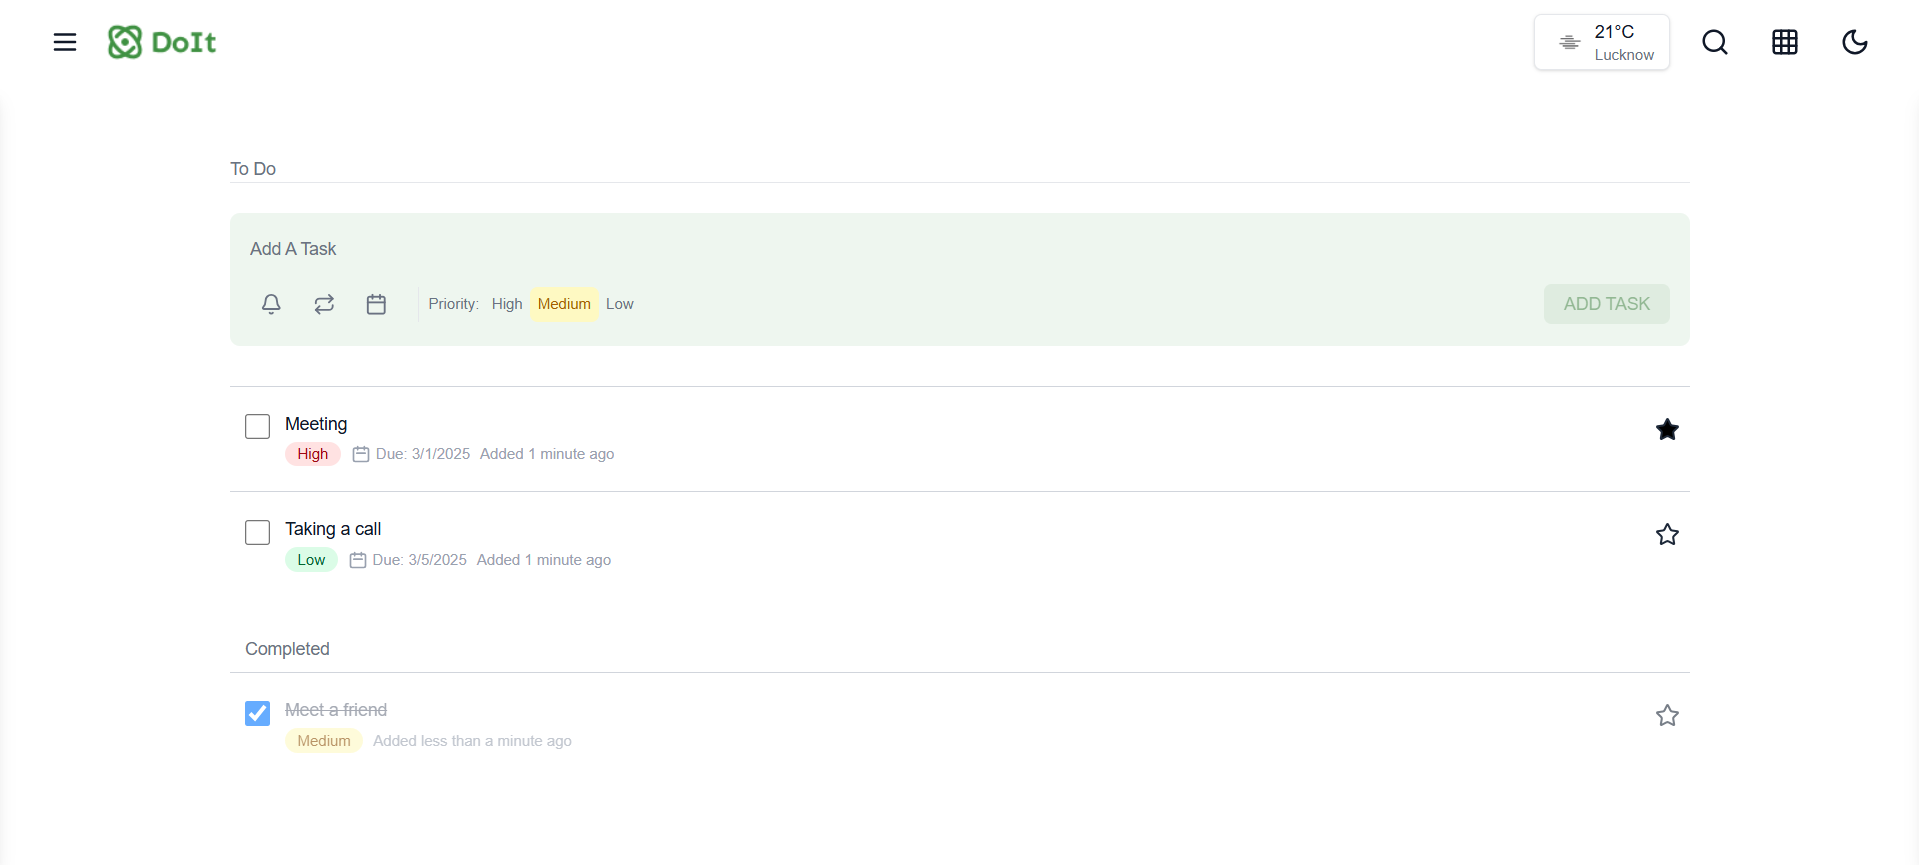 DoIt
21°C
Lucknow
To Do
Add A Task
Priority: High Medium Low
ADD TASK
Meeting
High Due: 3/1/2025 Added 1 minute ago
Taking a call
Low Due: 3/5/2025 Added 1 minute ago
Completed
Meet a friend
Medium Added less than a minute ago